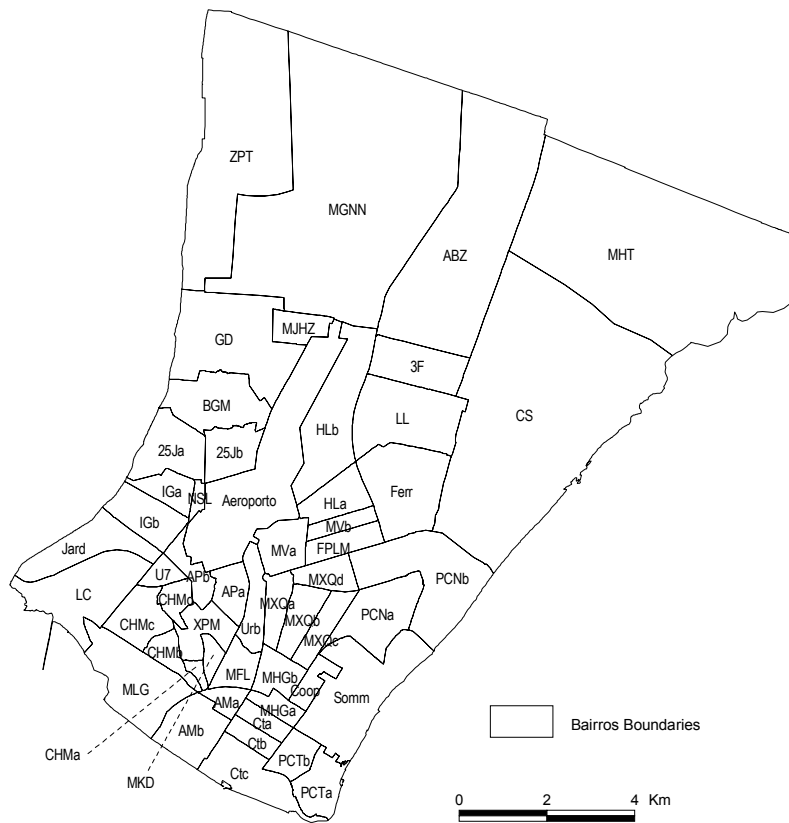 ZPT
MGNN
ABZ
MHT
MJHZ
GD
3F
BGM
LL
CS
HLb
25Ja
25Jb
IGa
NSL
Aeroporto
Ferr
HLa
IGb
MVb
MVa
FPLM
Jard
U7
APb
MXQd
PCNb
LC
APa
CHMd
MXQa
PCNa
CHMc
XPM
Urb
MXQb
MXQc
CHMb
MFL
MHGb
MLG
Coop
Somm
AMa
MHGa
AMb
Cta
Bairros Boundaries
Ctb
CHMa
PCTb
MKD
Ctc
PCTa
0 2 4 Km